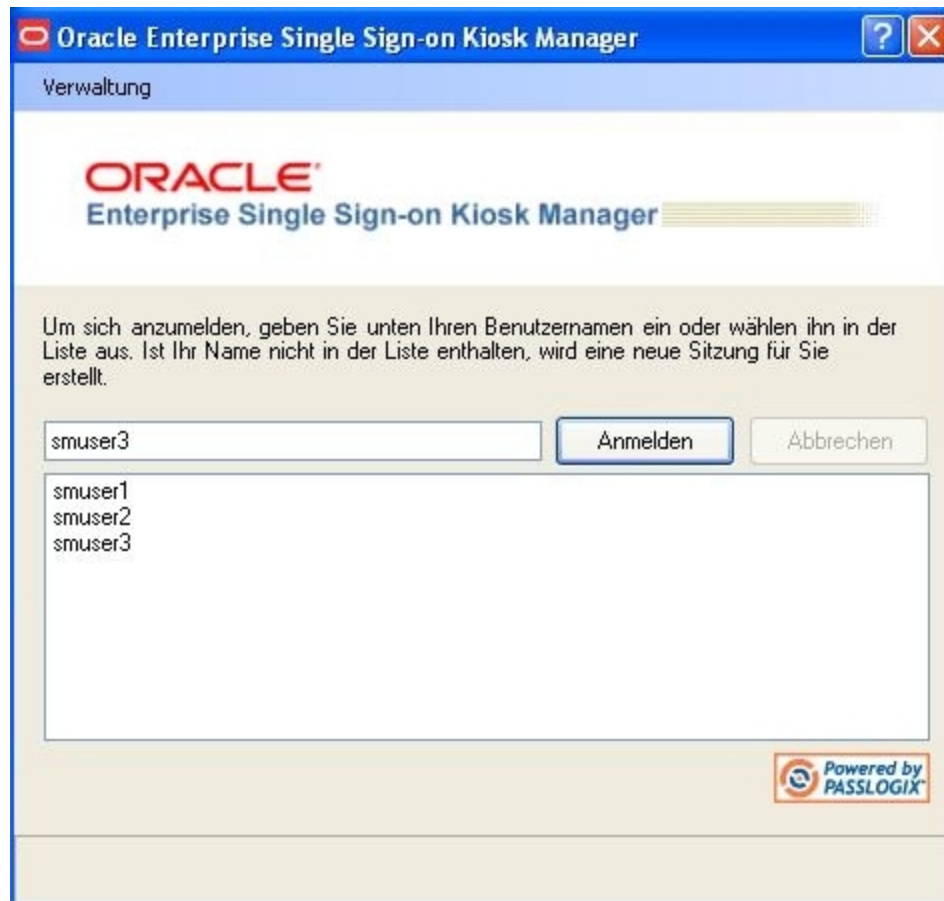 Oracle Enterprise Single Sign-on Kiosk Manager
Verwaltung
ORACLE
Enterprise Single Sign-on Kiosk Manager
Um sich anzumelden, geben Sie unten Ihren Benutzernamen ein oder wählen ihn in der
Liste aus. Ist Ihr Name nicht in der Liste enthalten, wird eine neue Sitzung für Sie
erstellt.
smuser3 Anmelden Abbrechen
smuser1
smuser2
smuser3
Powered by
PASSLOGIX